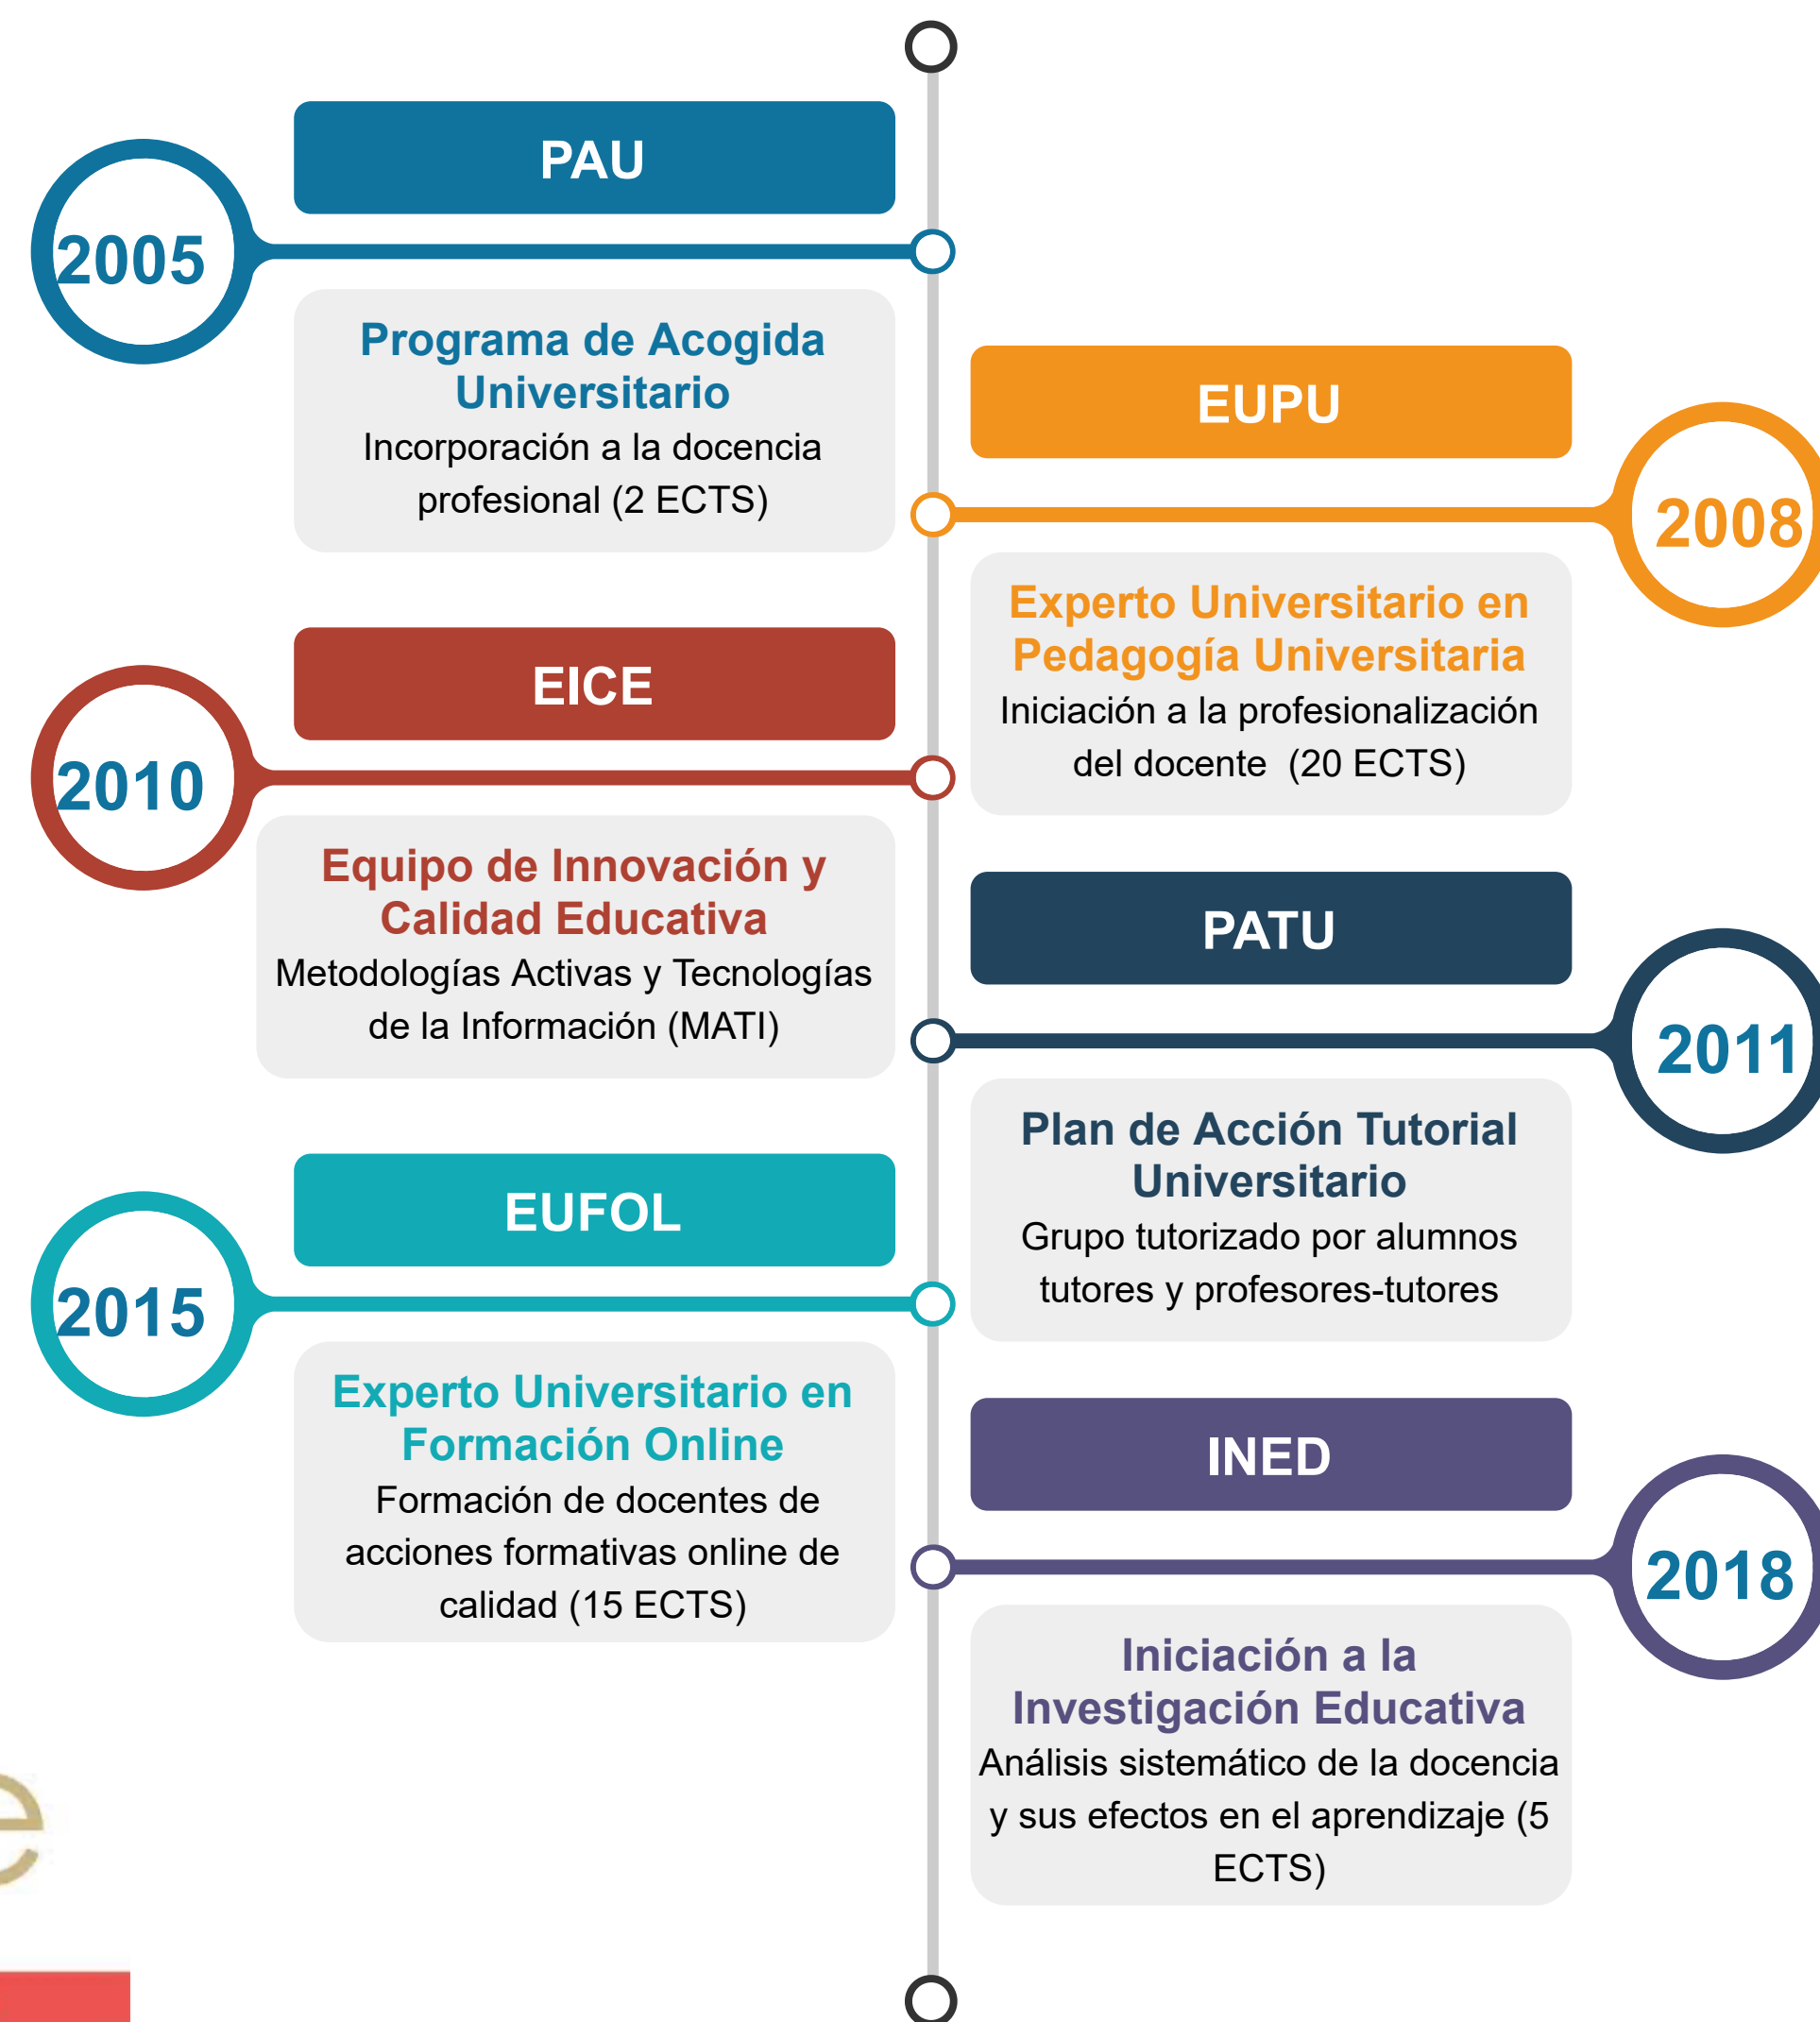 PAU
2005
Programa de Acogida
Universitario
Incorporación a la docencia
profesional (2 ECTS)
EUPU
2008
Experto Universitario en
Pedagogía Universitaria
Iniciación a la profesionalización
del docente (20 ECTS)
EICE
2010
Equipo de Innovación y
Calidad Educativa
Metodologías Activas y Tecnologías
de la Información (MATI)
PATU
2011
Plan de Acción Tutorial
Universitario
Grupo tutorizado por alumnos
tutores y profesores-tutores
EUFOL
2015
Experto Universitario en
Formación Online
Formación de docentes de
acciones formativas online de
calidad (15 ECTS)
INED
2018
Iniciación a la
Investigación Educativa
Análisis sistemático de la docencia
y sus efectos en el aprendizaje (5
ECTS)
e